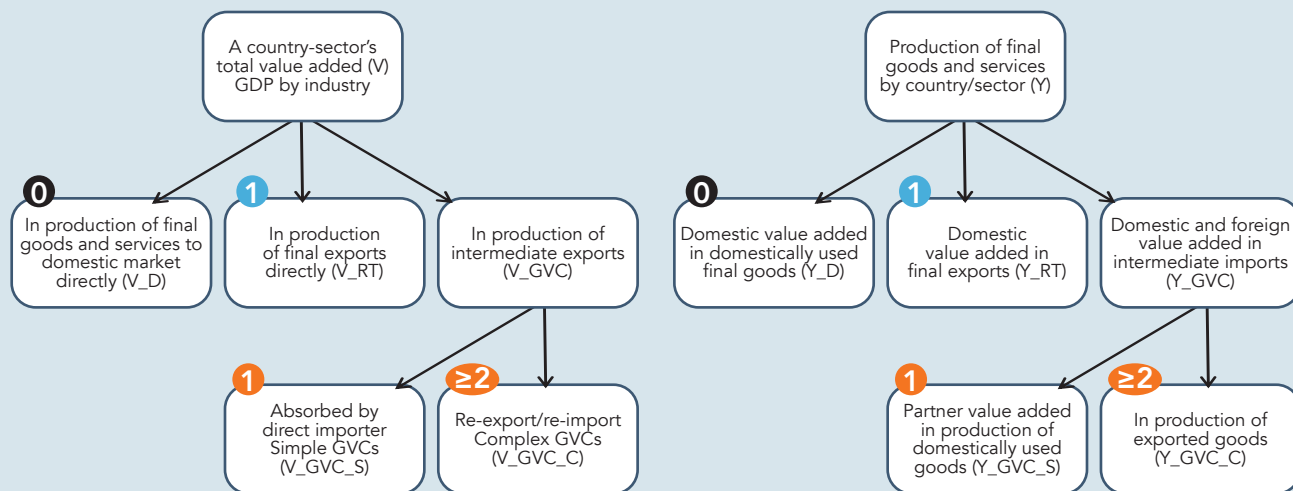 A country-sector's
total value added (V)
GDP by industry
0
In production of final
goods and services to
domestic market
directly (V_D)
1
In production
of final exports
directly (V_RT)
In production of
intermediate exports
(V_GVC)
1
Absorbed by
direct importer
Simple GVCs
(V_GVC_S)
≥2
Re-export/re-import
Complex GVCs
(V_GVC_C)
Production of final
goods and services
by country/sector (Y)
0
Domestic value added
in domestically used
final goods (Y_D)
1
Domestic
value added in
final exports (Y_RT)
Domestic and foreign
value added in
intermediate imports
(Y_GVC)
1
Partner value added
in production of
domestically used
goods (Y_GVC_S)
≥2
In production of
exported goods
(Y_GVC_C)